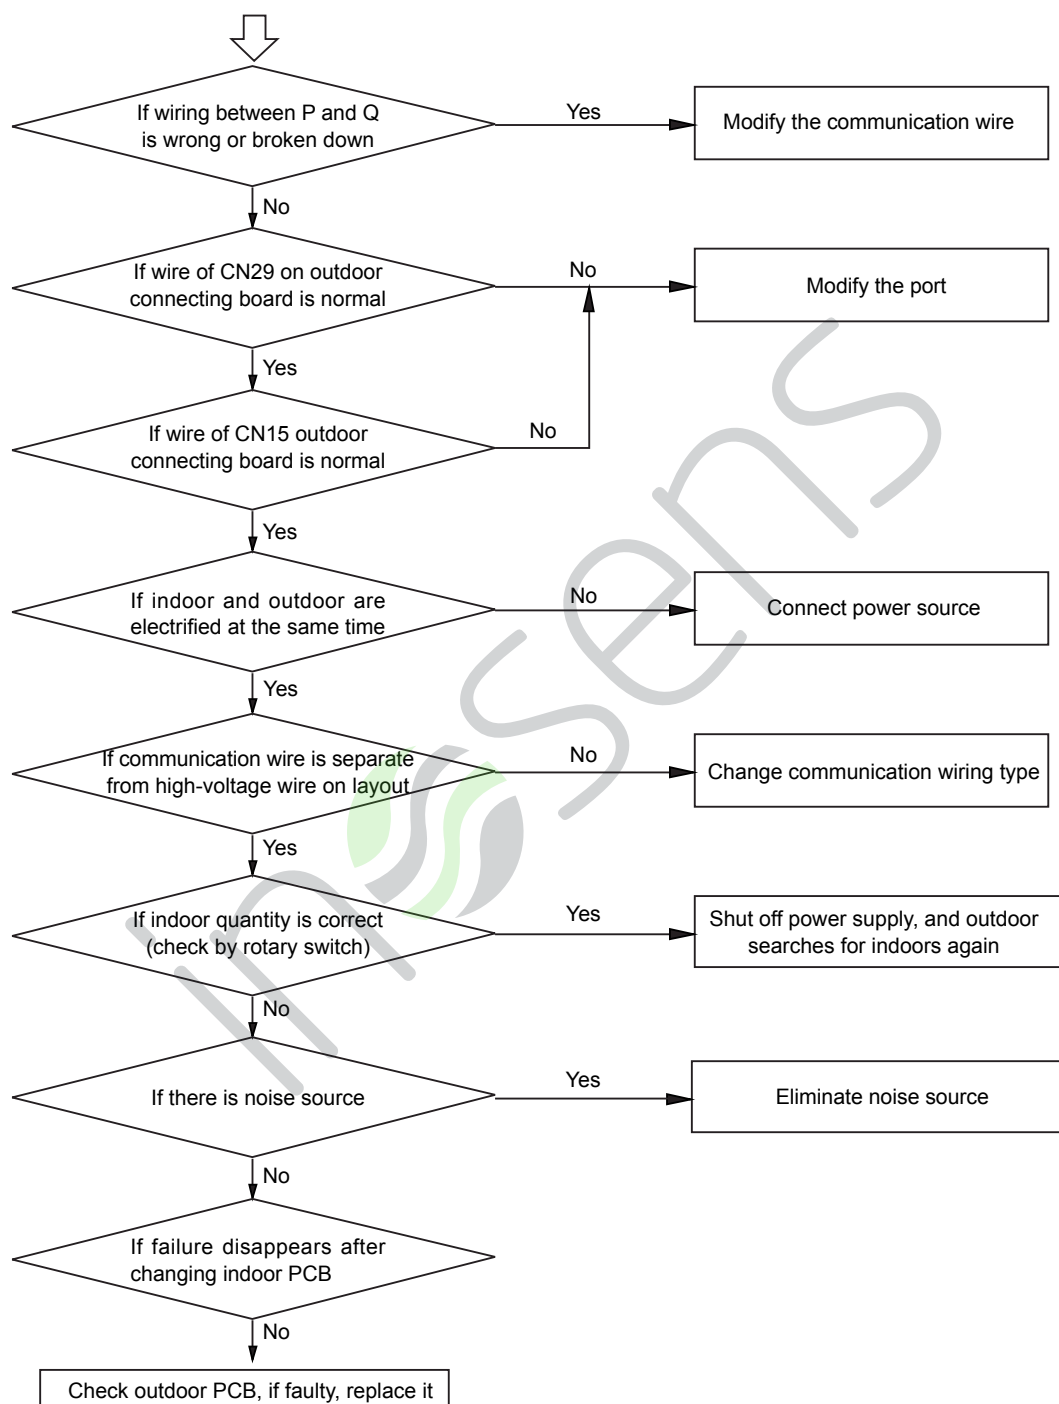 If wiring between P and Q
is wrong or broken down
Yes
Modify the communication wire
No
If wire of CN29 on outdoor
connecting board is normal
No
Modify the port
Yes
If wire of CN15 outdoor
connecting board is normal
No
Yes
If indoor and outdoor are
electrified at the same time
No
Connect power source
Yes
If communication wire is separate
from high-voltage wire on layout
No
Change communication wiring type
Yes
If indoor quantity is correct
(check by rotary switch)
Yes
Shut off power supply, and outdoor
searches for indoors again
No
If there is noise source
Yes
Eliminate noise source
No
If failure disappears after
changing indoor PCB
No
Check outdoor PCB, if faulty, replace it
Inosens